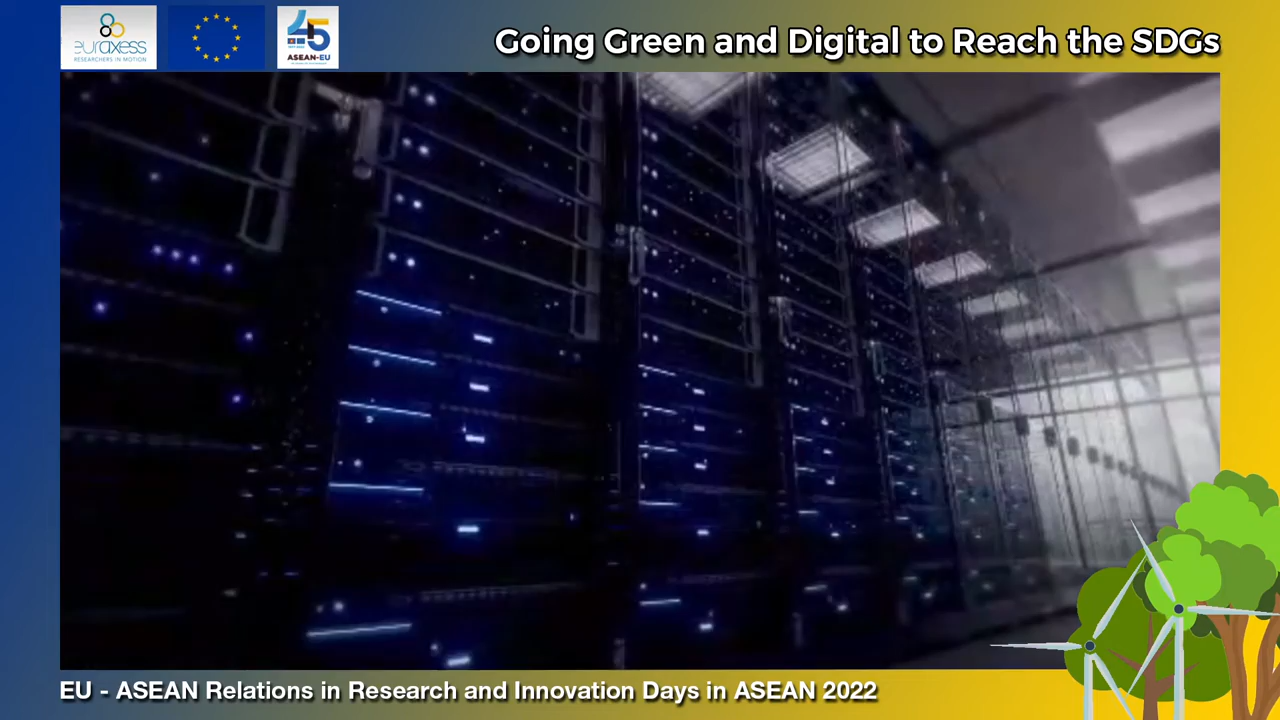 euraxess
RESEARCHERS IN MOTION
45
ASEAN-EU
Going Green and Digital to Reach the SDGs
EU - ASEAN Relations in Research and Innovation Days in ASEAN 2022